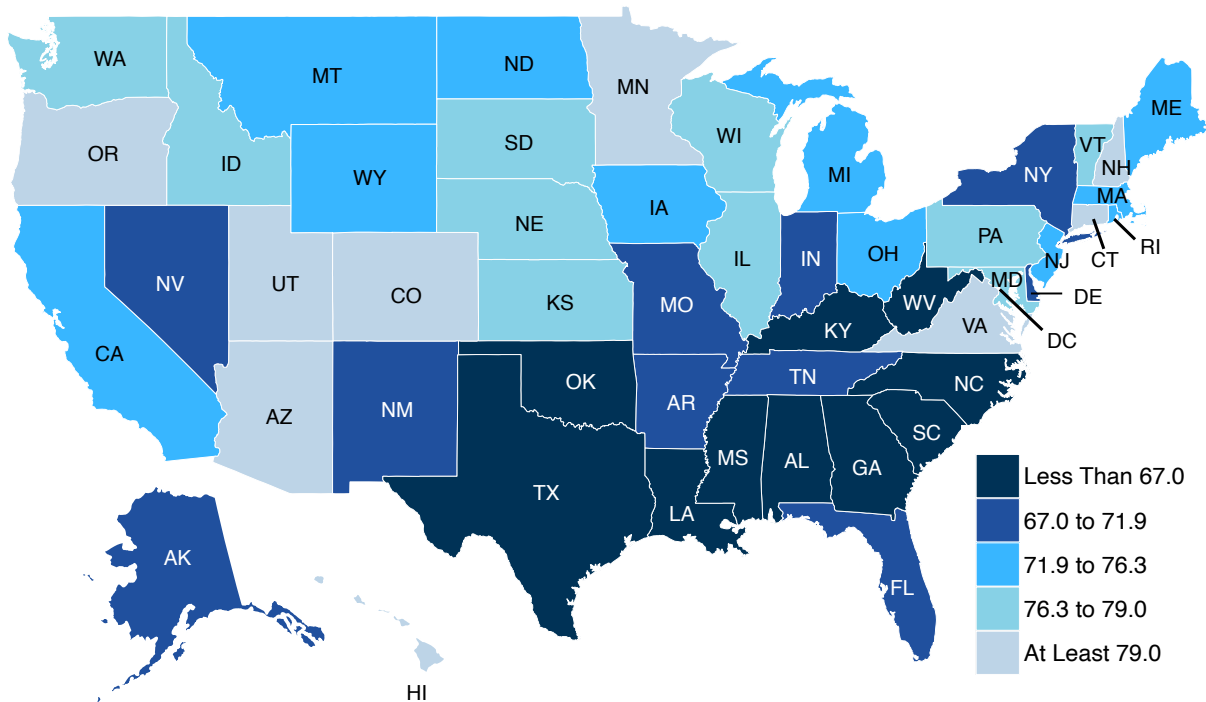 WA
MT
ND
MN
ME
OR
ID
SD
WI
VT
NH
WY
MI
NY
MA
NE
IA
PA
RI
NV
UT
CO
KS
IL
IN
OH
NJ
CT
MD
DE
CA
MO
WV
VA
DC
KY
AZ
NM
OK
AR
TN
NC
SC
TX
LA
MS
AL
GA
AK
FL
HI
Less Than 67.0
67.0 to 71.9
71.9 to 76.3
76.3 to 79.0
At Least 79.0